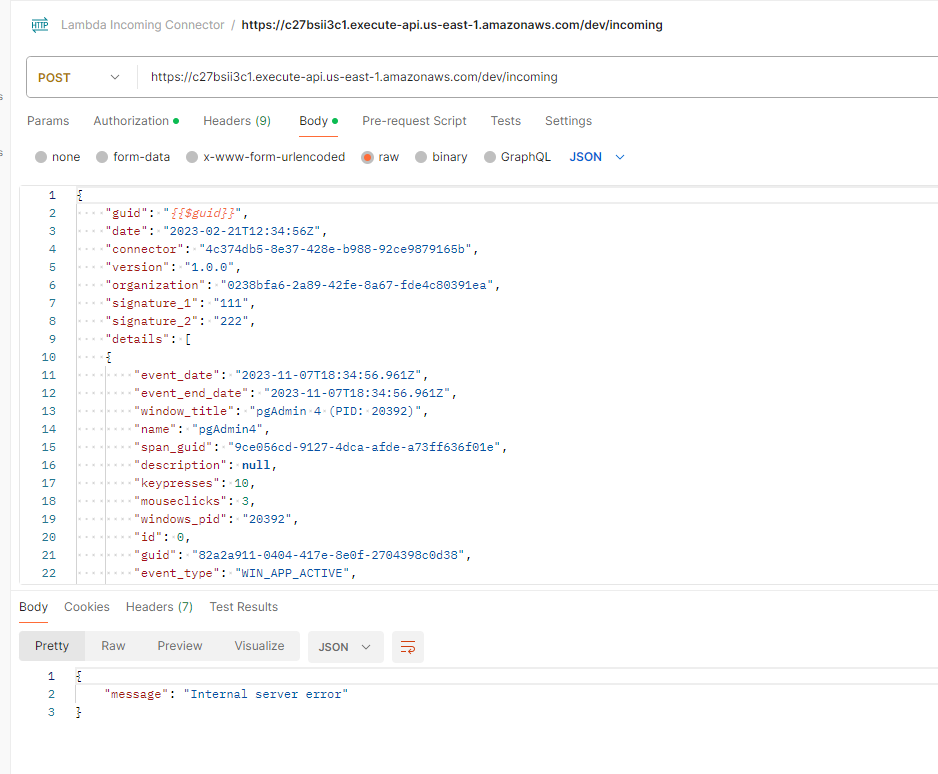 HTTP Lambda Incoming Connector / https://c27bsii3c1.execute-api.us-east-1.amazonaws.com/dev/incoming
POST https://c27bsii3c1.execute-api.us-east-1.amazonaws.com/dev/incoming
Params Authorization Headers (9) Body Pre-request Script Tests Settings
none form-data x-www-form-urlencoded raw binary GraphQL JSON
1 {
2 "guid": "{{$guid}}",
3 "date": "2023-02-21T12:34:56Z",
4 "connector": "4c374db5-8e37-428e-b988-92ce9879165b",
5 "version": "1.0.0",
6 "organization": "0238bfa6-2a89-42fe-8a67-fde4c80391ea",
7 "signature_1": "111",
8 "signature_2": "222",
9 "details": [
10 {
11 "event_date": "2023-11-07T18:34:56.961Z",
12 "event_end_date": "2023-11-07T18:34:56.961Z",
13 "window_title": "pgAdmin 4 (PID: 20392)",
14 "name": "pgAdmin4",
15 "span_guid": "9ce056cd-9127-4dca-afde-a73ff636f01e",
16 "description": null,
17 "keypresses": 10,
18 "mouseclicks": 3,
19 "windows_pid": "20392",
20 "id": 0,
21 "guid": "82a2a911-0404-417e-8e0f-2704398c0d38",
22 "event_type": "WIN_APP_ACTIVE",
Body Cookies Headers (7) Test Results
Pretty Raw Preview Visualize JSON
1 {
2 "message": "Internal server error"
3 }